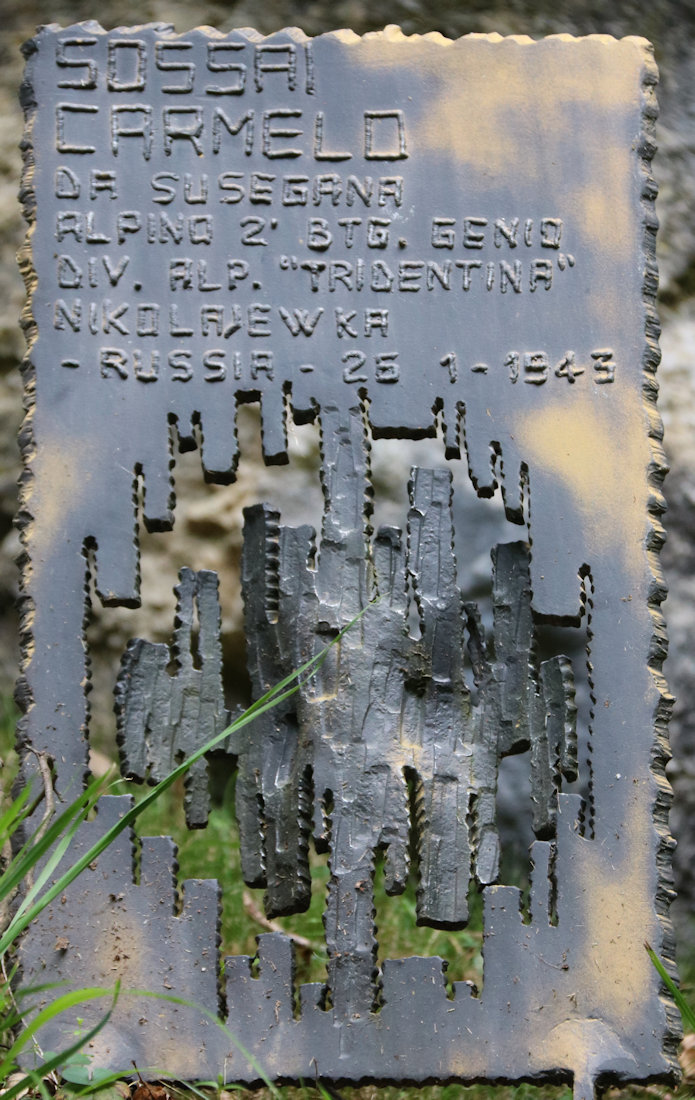 SOSSAI
CARMELO
DA SUSEGANA
ALPINO 2° BTG. GENIO
DIV. ALP. "TRIDENTINA"
NIKOLAJEWKA
- RUSSIA - 26 1 - 1943